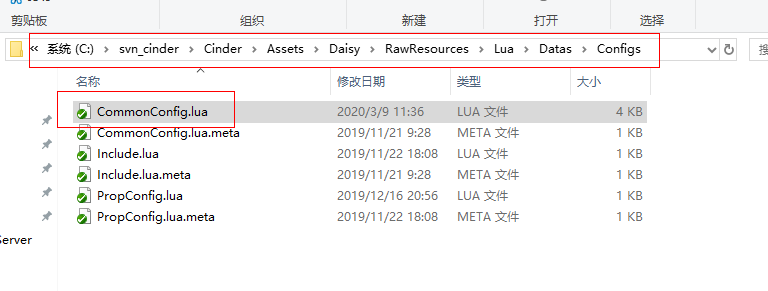 剪贴板 组织 新建 打开 选择
« 系统 (C:) > svn_cinder > Cinder > Assets > Daisy > RawResources > Lua > Datas > Configs
名称 修改日期 类型 大小
CommonConfig.lua 2020/3/9 11:36 LUA 文件 4 KB
CommonConfig.lua.meta 2019/11/21 9:28 META 文件 1 KB
Include.lua 2019/11/22 18:08 LUA 文件 1 KB
Include.lua.meta 2019/11/21 9:28 META 文件 1 KB
PropConfig.lua 2019/12/16 20:56 LUA 文件 1 KB
PropConfig.lua.meta 2019/11/22 18:08 META 文件 1 KB
Server